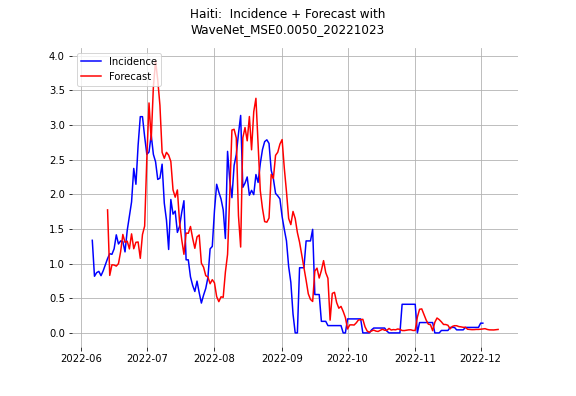 Haiti:  Incidence + Forecast with
WaveNet_MSE0.0050_20221023
Incidence
Forecast
4.0
3.5
3.0
2.5
2.0
1.5
1.0
0.5
0.0
2022-06 2022-07 2022-08 2022-09 2022-10 2022-11 2022-12